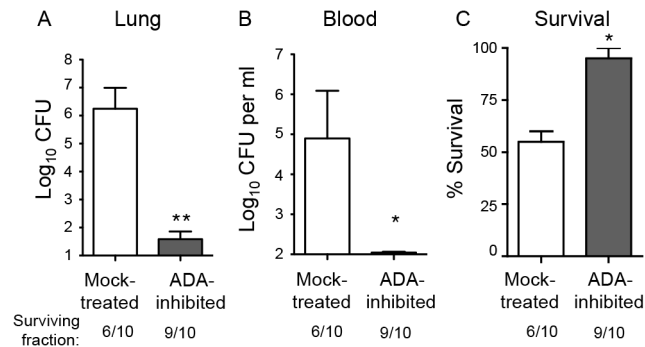 A Lung
Log10 CFU
8
7
6
5
4
3
2
1
Mock-treated
ADA-inhibited
B Blood
Log10 CFU per ml
7
6
5
4
3
2
*
Mock-treated
ADA-inhibited
C Survival
% Survival
100
75
50
25
0
*
Mock-treated
ADA-inhibited
**
Surviving fraction:
6/10
9/10
6/10
9/10
6/10
9/10